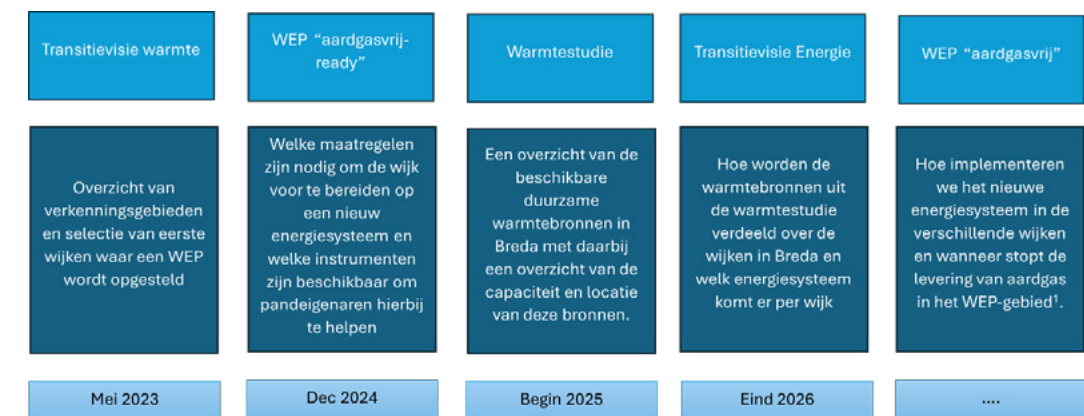 Transitievisie warmte
WEP “aardgasvrij-
ready”
Warmtestudie
Transitievisie Energie
WEP “aardgasvrij”
Overzicht van
verkenningsgebieden
en selectie van eerste
wijken waar een WEP
wordt opgesteld
Welke maatregelen
zijn nodig om de wijk
voor te bereiden op
een nieuw
energiesysteem en
welke instrumenten
zijn beschikbaar om
pandeigenaren hierbij
te helpen
Een overzicht van de
beschikbare
duurzame
warmtebronnen in
Breda met daarbij
een overzicht van de
capaciteit en locatie
van deze bronnen.
Hoe worden de
warmtebronnen uit
de warmtestudie
verdeeld over de
wijken in Breda en
welk energiesysteem
komt er per wijk
Hoe implementeren
we het nieuwe
energiesysteem in de
verschillende wijken
en wanneer stopt de
levering van aardgas
in het WEP-gebied¹.
Mei 2023
Dec 2024
Begin 2025
Eind 2026
....